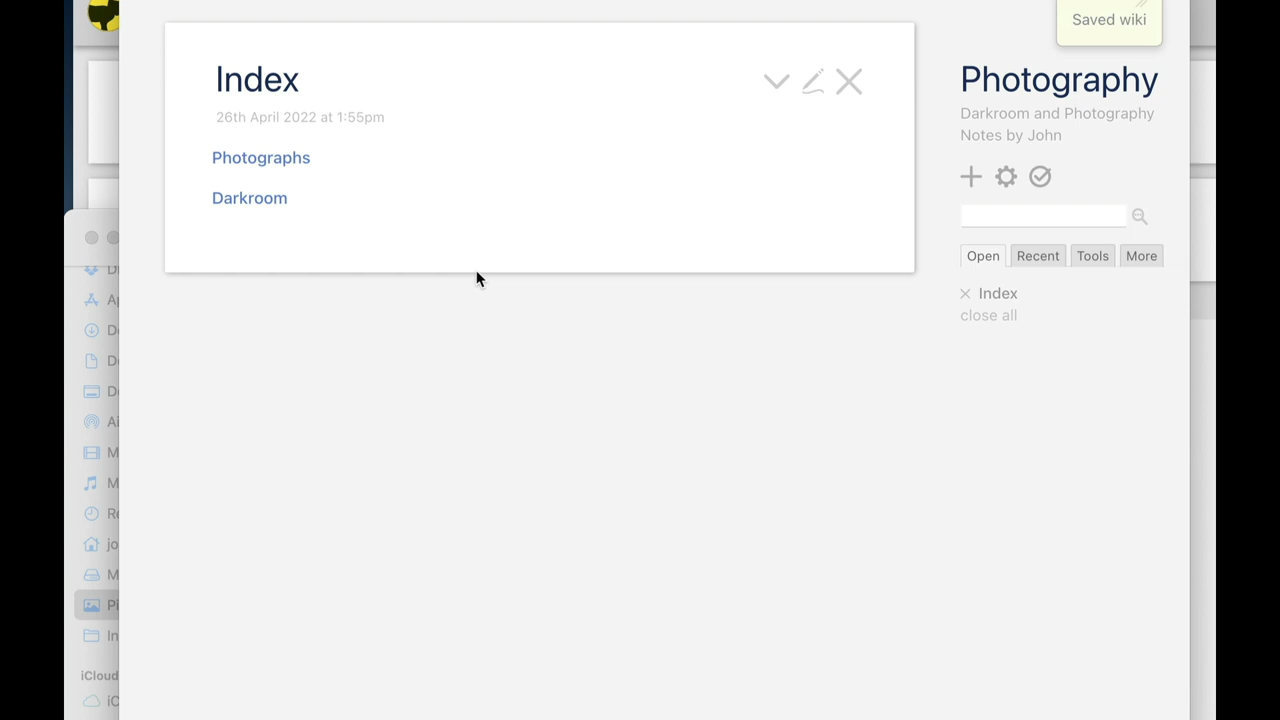 Saved wiki
Index
26th April 2022 at 1:55pm
Photographs
Darkroom
Photography
Darkroom and Photography
Notes by John
Open
Recent
Tools
More
Index
close all
iCloud